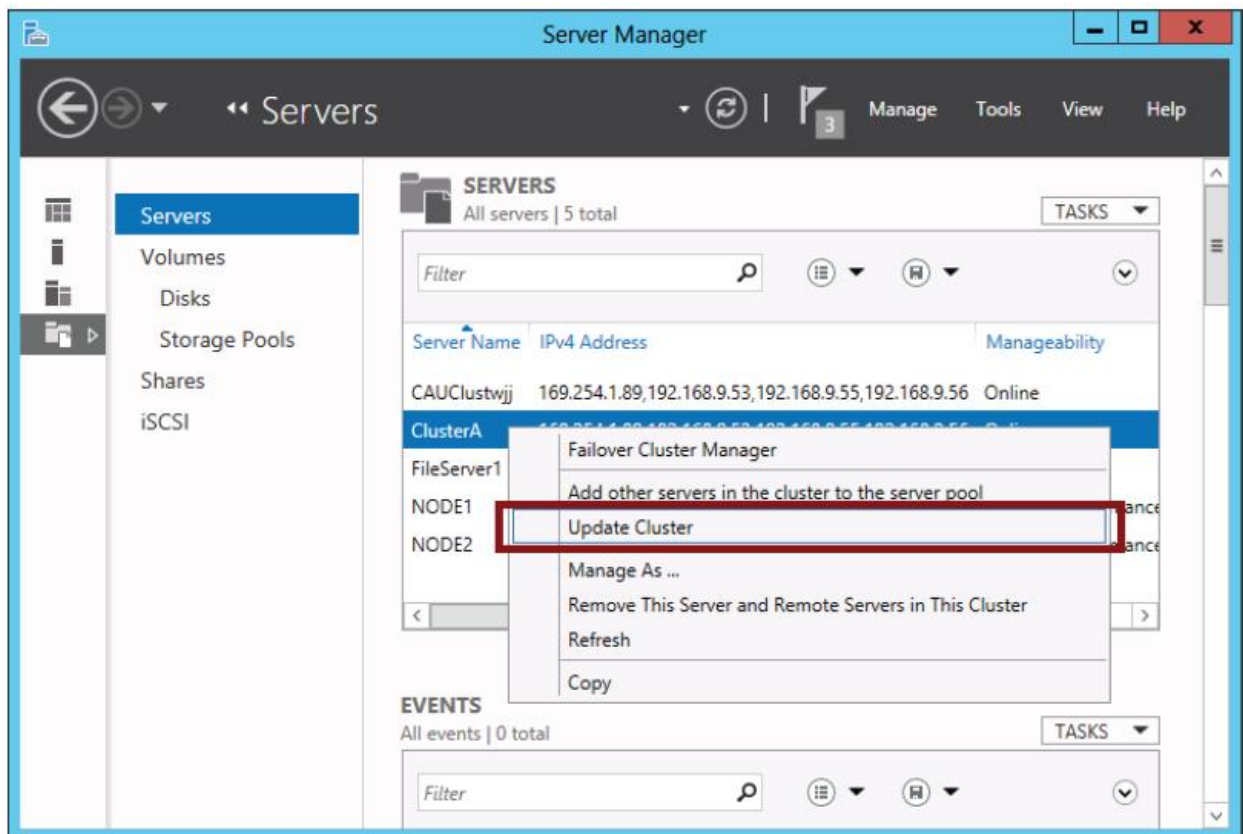 Server Manager
Servers
3
Manage Tools View Help
Servers
Volumes
Disks
Storage Pools
Shares
iSCSI
SERVERS
All servers | 5 total
TASKS
Filter
Server Name IPv4 Address Manageability
CAUClustwjj 169.254.1.89,192.168.9.53,192.168.9.55,192.168.9.56 Online
ClusterA
FileServer1
NODE1
NODE2
Failover Cluster Manager
Add other servers in the cluster to the server pool
Update Cluster
Manage As ...
Remove This Server and Remote Servers in This Cluster
Refresh
Copy
EVENTS
All events | 0 total
TASKS
Filter